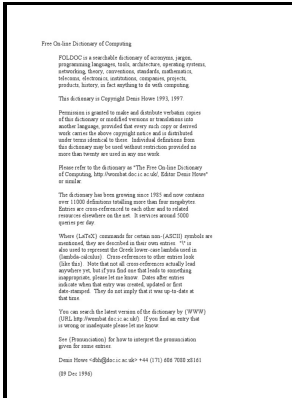 Free On-line Dictionary of Computing
FOLDOC is a searchable dictionary of acronyms, jargon,
programming languages, tools, architecture, operating systems,
networking, theory, conventions, standards, mathematics,
telecoms, electronics, institutions, companies, projects,
products, history, in fact anything to do with computing.
This dictionary is Copyright Denis Howe 1993, 1997.
Permission is granted to make and distribute verbatim copies
of this dictionary or modified versions or translations into
another language, provided that every such copy or derived
work carries the above copyright notice and is distributed
under terms identical to these. Individual definitions from
this dictionary may be used without restriction provided no
more than twenty are used in any one work.
Please refer to the dictionary as "The Free On-line Dictionary
of Computing, http://wombat.doc.ic.ac.uk/, Editor Denis Howe"
or similar.
The dictionary has been growing since 1985 and now contains
over 11000 definitions totalling more than four megabytes.
Entries are cross-referenced to each other and to related
resources elsewhere on the net. It services around 5000
queries per day.
Where {LaTeX} commands for certain non-{ASCII} symbols are
mentioned, they are described in their own entries. "\" is
also used to represent the Greek lower-case lambda used in
{lambda-calculus}. Cross-references to other entries look
{like this}. Note that not all cross-references actually lead
anywhere yet, but if you find one that leads to something
inappropriate, please let me know. Dates after entries
indicate when that entry was created, updated or first
date-stamped. They do not imply that it was up-to-date at
that time.
You can search the latest version of the dictionary by {WWW}
(URL http://wombat.doc.ic.ac.uk/). If you find an entry that
is wrong or inadequate please let me know.
See {Pronunciation} for how to interpret the pronunciation
given for some entries.
Denis Howe <dbh@doc.ic.ac.uk> +44 (171) 606 7080 x8161
(09 Dec 1996)